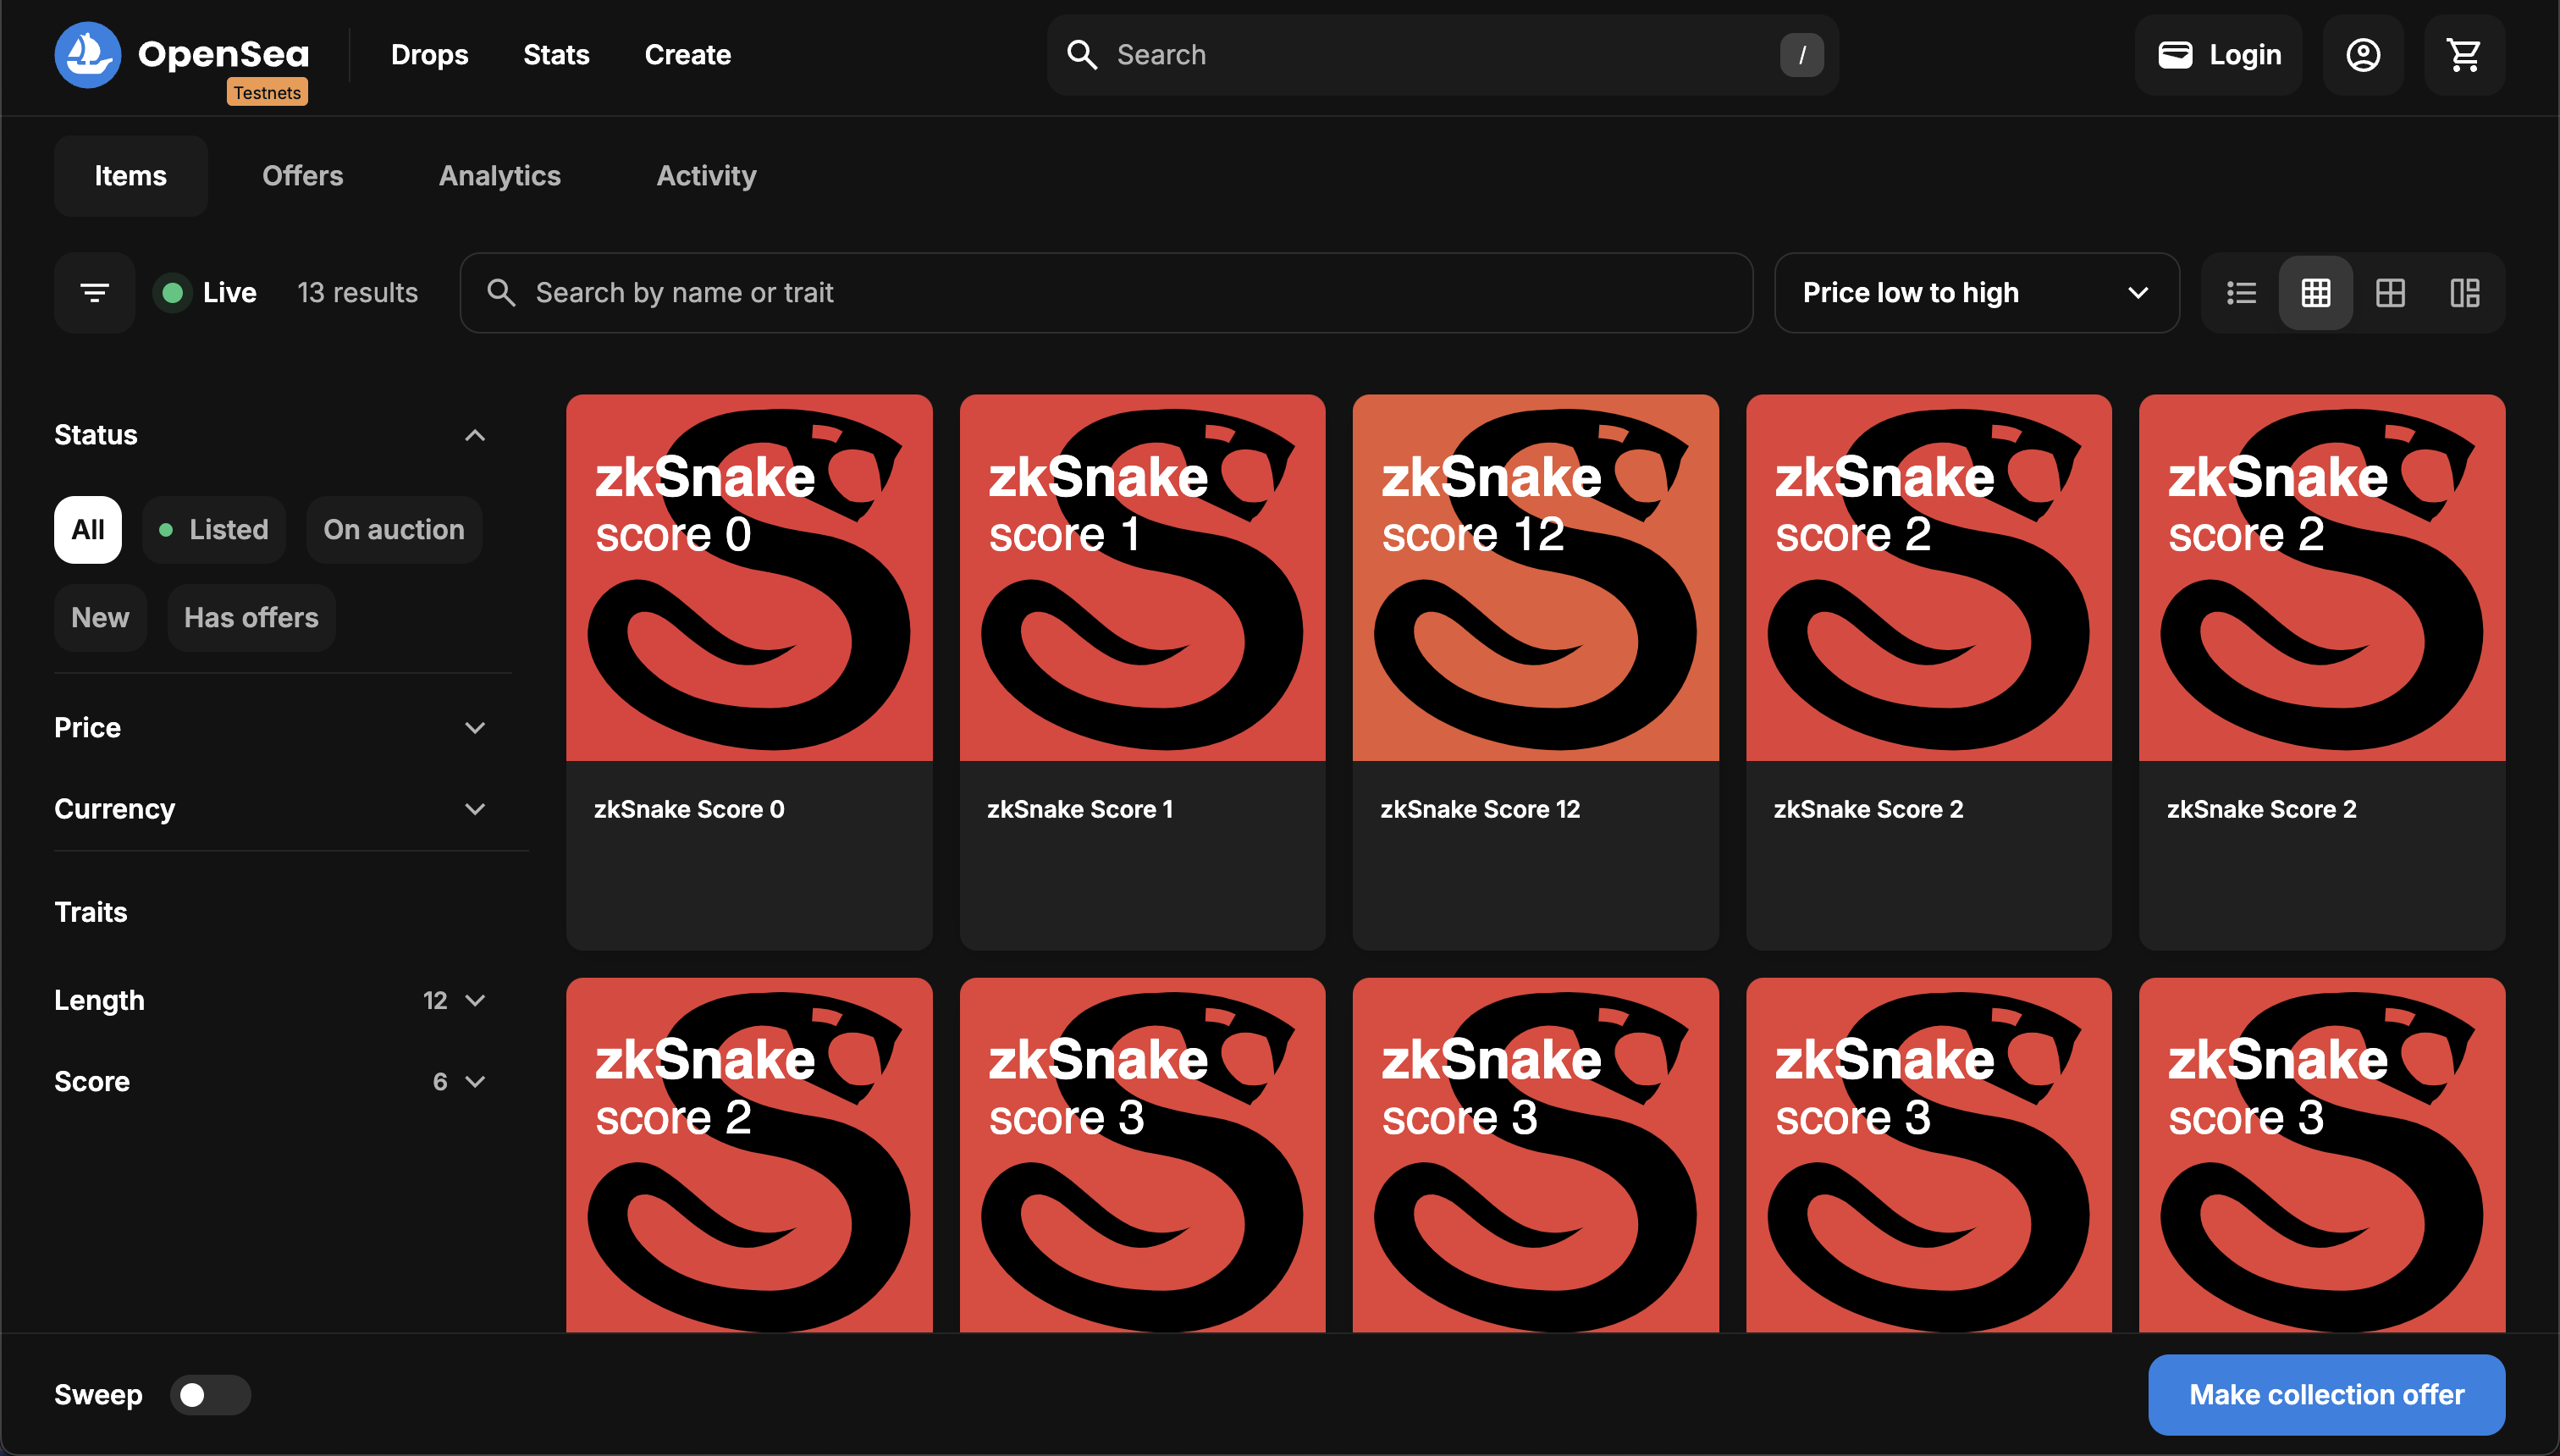 OpenSea
Testnets
Drops
Stats
Create
Search
/
Login
Items
Offers
Analytics
Activity
Live
13 results
Search by name or trait
Price low to high
Status
All
Listed
On auction
New
Has offers
Price
Currency
Traits
Length
12
Score
6
zkSnake
score 0
zkSnake Score 0
zkSnake
score 1
zkSnake Score 1
zkSnake
score 12
zkSnake Score 12
zkSnake
score 2
zkSnake Score 2
zkSnake
score 2
zkSnake Score 2
zkSnake
score 2
zkSnake
score 3
zkSnake
score 3
zkSnake
score 3
zkSnake
score 3
Sweep
Make collection offer